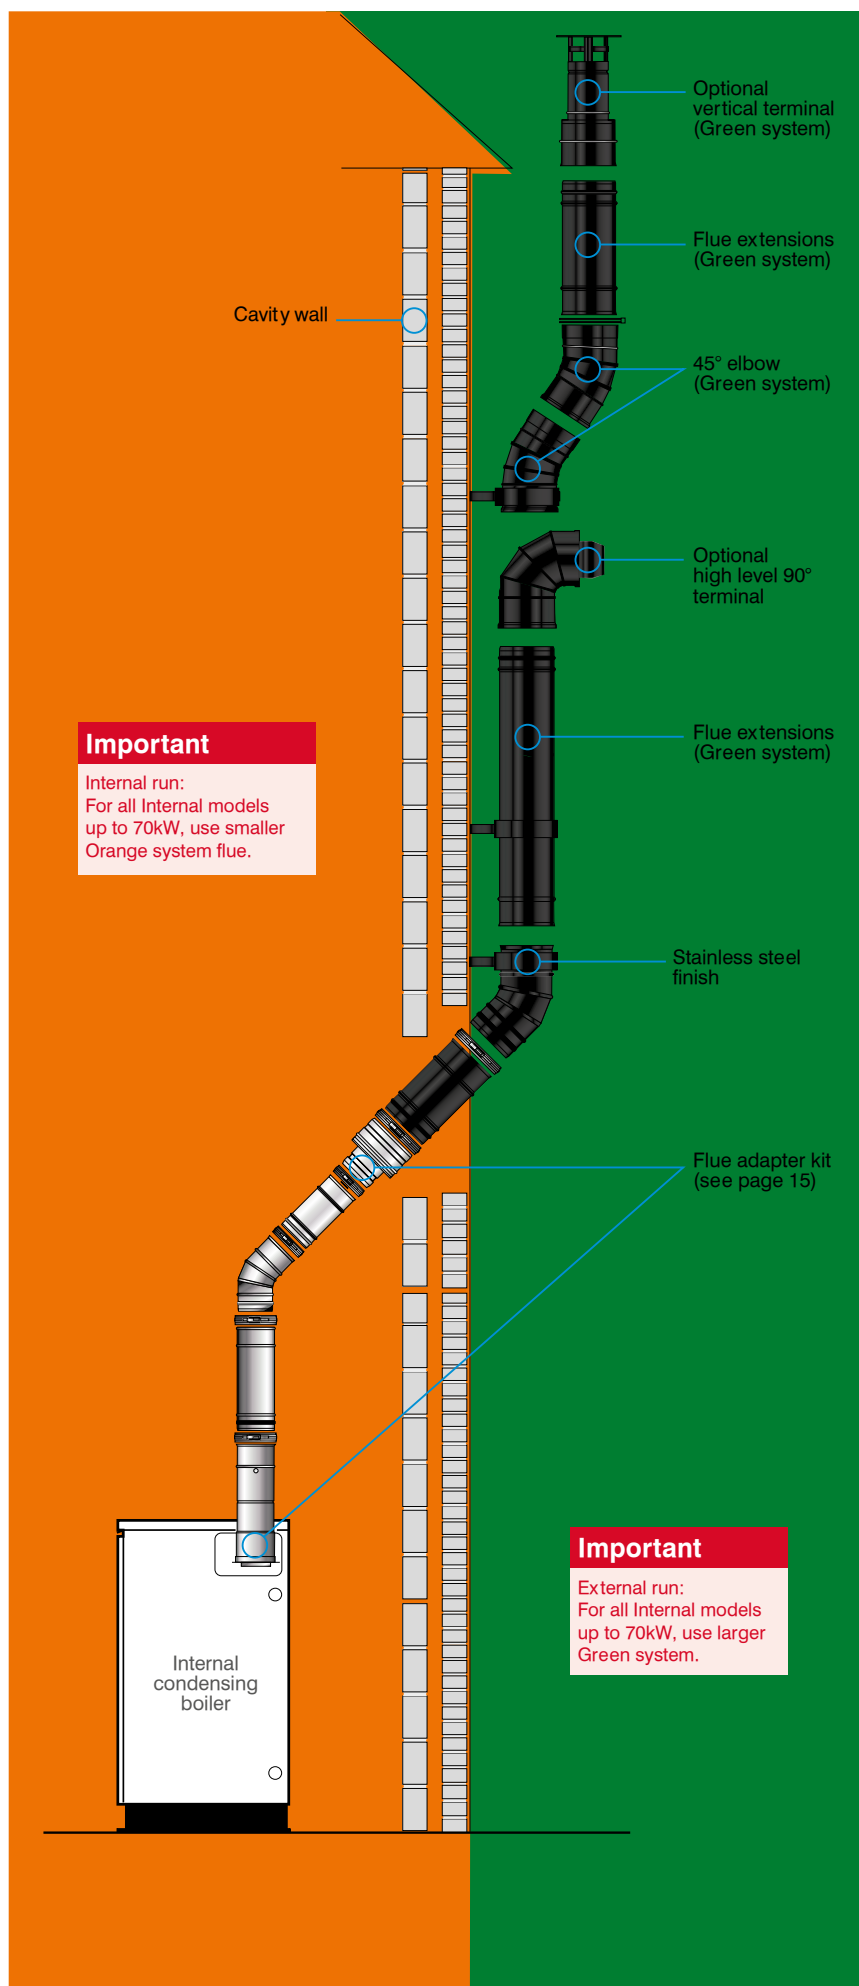 Optional
vertical terminal
(Green system)
Flue extensions
(Green system)
Cavity wall
45° elbow
(Green system)
Optional
high level 90°
terminal
Flue extensions
(Green system)
Important
Internal run:
For all Internal models
up to 70kW, use smaller
Orange system flue.
Stainless steel
finish
Flue adapter kit
(see page 15)
Important
External run:
For all Internal models
up to 70kW, use larger
Green system.
Internal
condensing
boiler